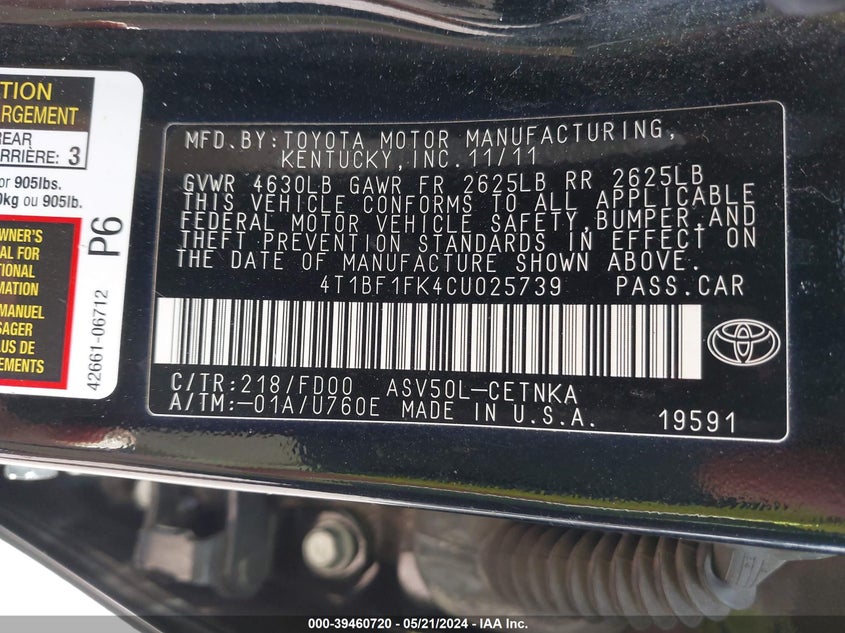 TION
ARGEMENT
REAR
ARRIÈRE: 3
or 905lbs.
0kg ou 905lb.
WNER'S
AL FOR
TIONAL
MATION
MANUEL
SAGER
LUS DE
EMENTS
P6
42661-06712
MFD.BY:TOYOTA MOTOR MANUFACTURING,
KENTUCKY,INC.11/11
GVWR 4630LB GAWR FR 2625LB RR 2625LB
THIS VEHICLE CONFORMS TO ALL APPLICABLE
FEDERAL MOTOR VEHICLE SAFETY,BUMPER,AND
THEFT PREVENTION STANDARDS IN EFFECT ON
THE DATE OF MANUFACTURE SHOWN ABOVE.
4T1BF1FK4CU025739 PASS.CAR
C/TR:218/FD00 ASV50L-CETNKA
A/TM:-01A/U760E MADE IN U.S.A. 19591
000-39460720 - 05/21/2024 - IAA Inc.